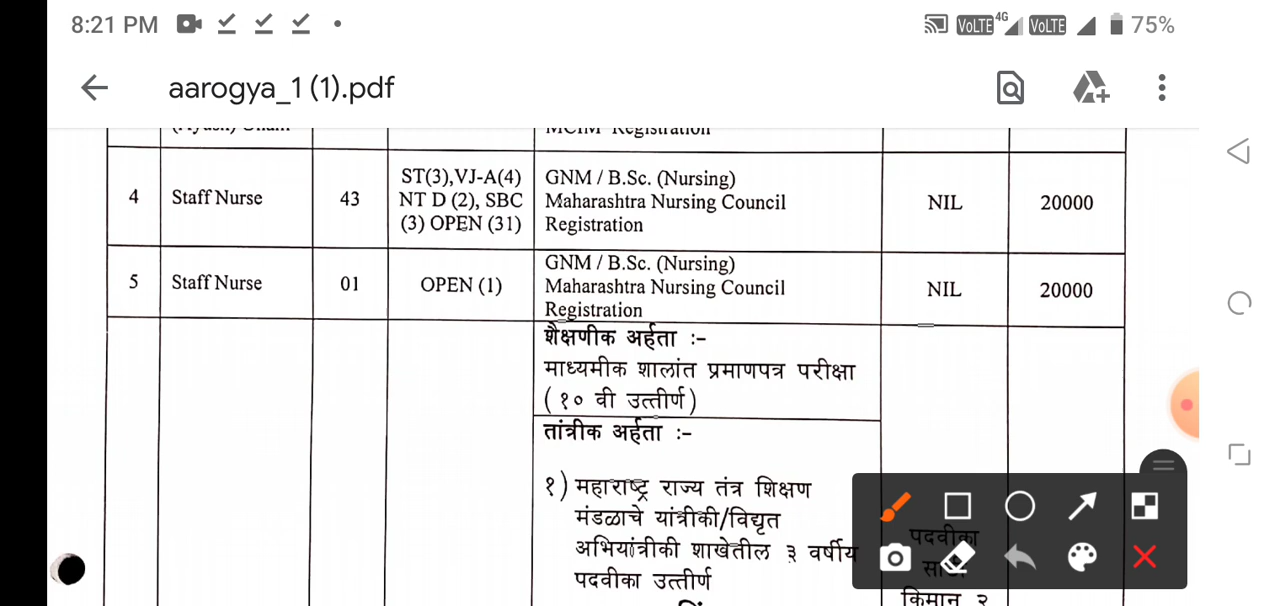 8:21 PM VoLTE 4G VoLTE 75%
aarogya_1 (1).pdf
MCIM Registration
4 Staff Nurse 43 ST(3),VJ-A(4) NT D (2), SBC (3) OPEN (31) GNM / B.Sc. (Nursing) Maharashtra Nursing Council Registration NIL 20000
5 Staff Nurse 01 OPEN (1) GNM / B.Sc. (Nursing) Maharashtra Nursing Council Registration NIL 20000
शैक्षणीक अर्हता :-
माध्यमीक शालांत प्रमाणपत्र परीक्षा
( १० वी उत्तीर्ण )
तांत्रीक अर्हता :-
१) महाराष्ट्र राज्य तंत्र शिक्षण
मंडळाचे यांत्रीकी/विद्यृत
अभियांत्रीकी शाखेतील ३ वर्षीय
पदवीका उत्तीर्ण
पदवीका
किमान २